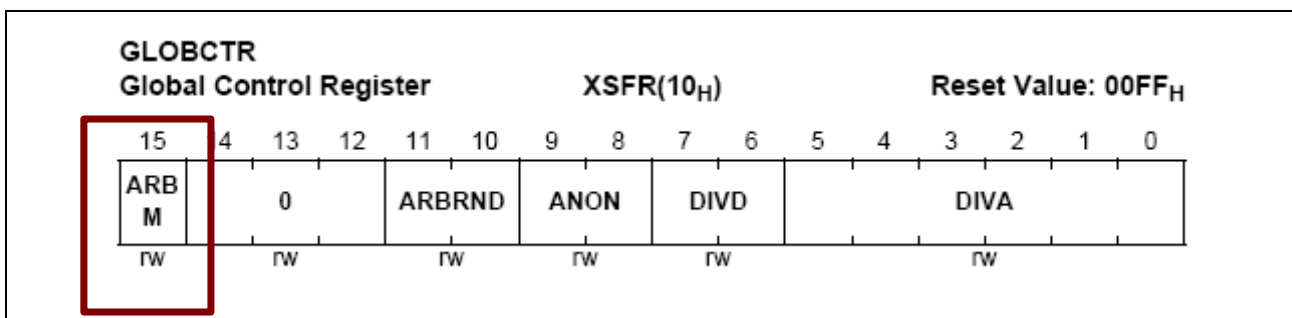 GLOBCTR
Global Control Register XSFR(10H) Reset Value: 00FFH
15 14 13 12 11 10 9 8 7 6 5 4 3 2 1 0
ARB M 0 ARBRND ANON DIVD DIVA
rw rw rw rw rw rw